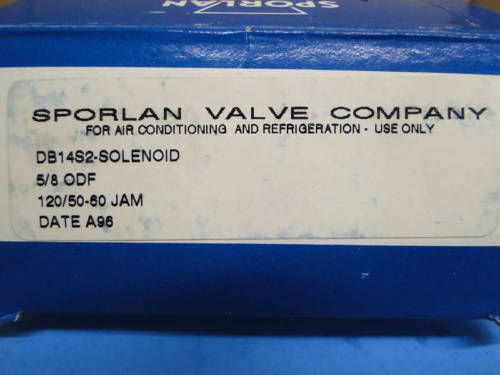 SPORLAN
SPORLAN VALVE COMPANY
FOR AIR CONDITIONING AND REFRIGERATION - USE ONLY
DB14S2-SOLENOID
5/8 ODF
120/50-60 JAM
DATE A96